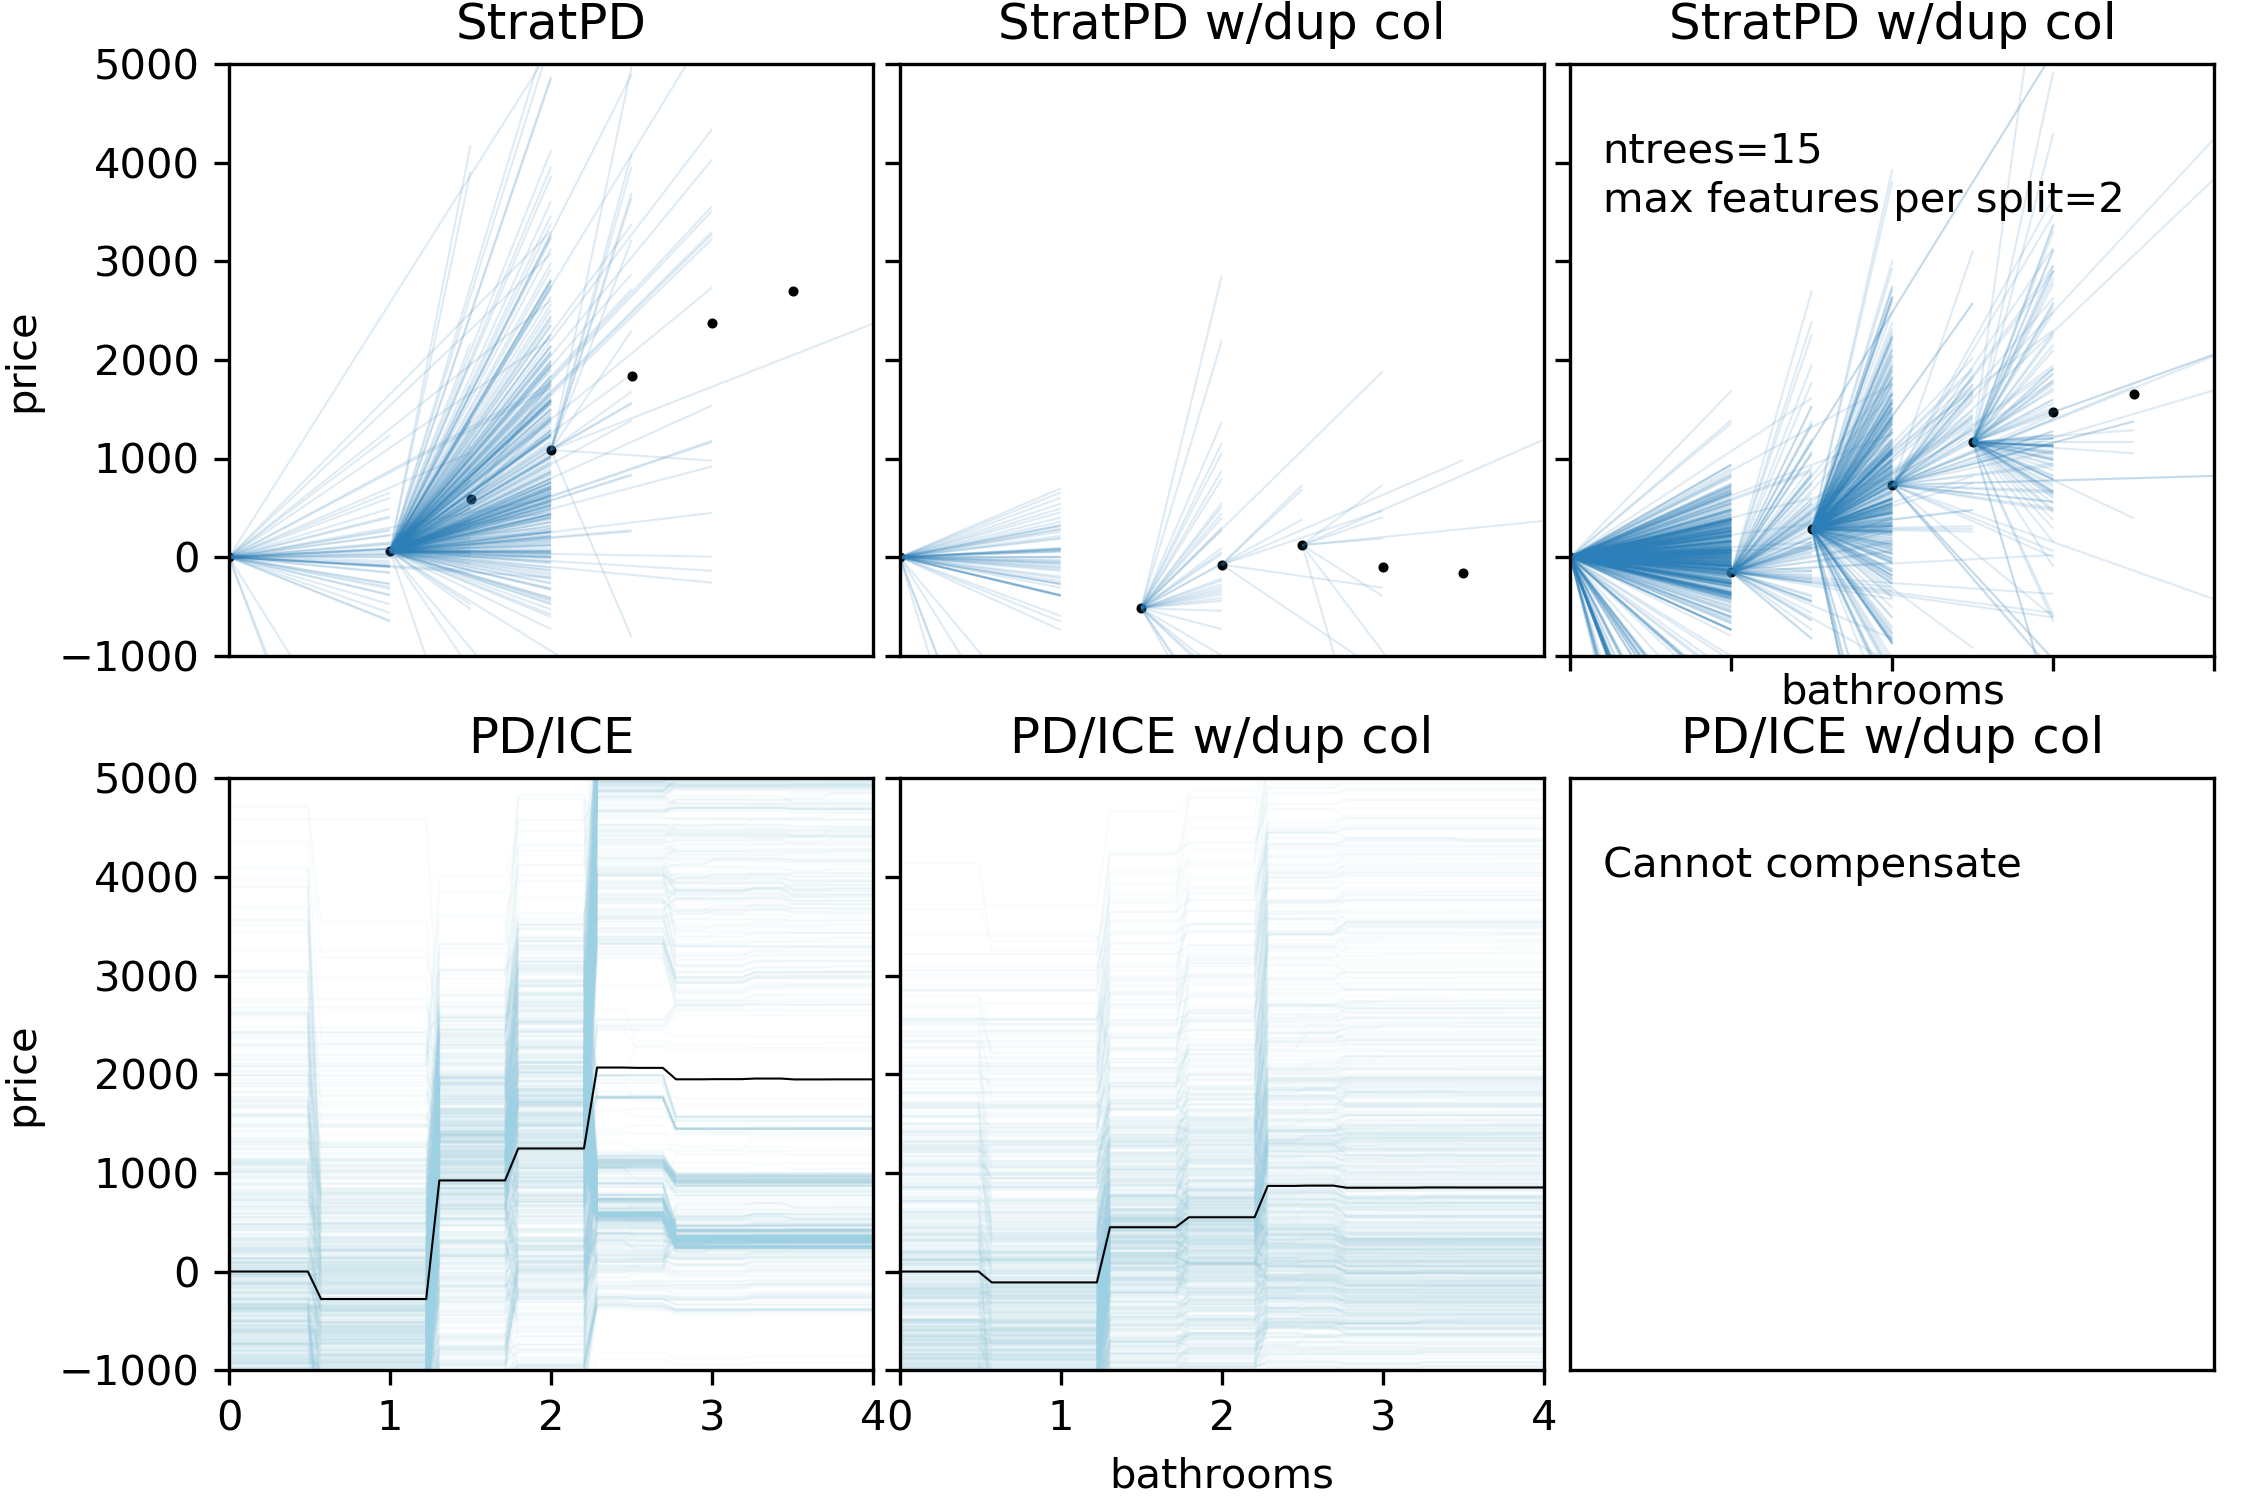 StratPD
StratPD w/dup col
StratPD w/dup col
5000
4000
3000
2000
1000
0
−1000
price
ntrees=15
max features per split=2
bathrooms
PD/ICE
PD/ICE w/dup col
PD/ICE w/dup col
5000
4000
3000
2000
1000
0
−1000
price
Cannot compensate
0 1 2 3 4
0 1 2 3 4
bathrooms